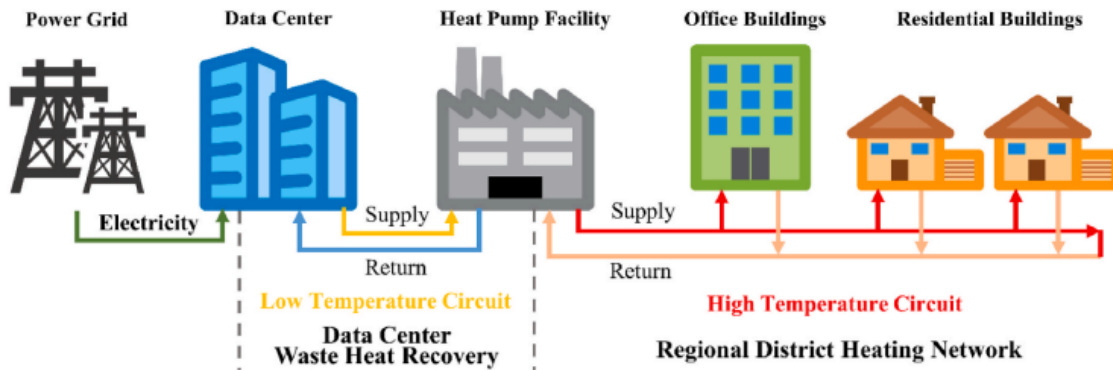 Power Grid
Data Center
Heat Pump Facility
Office Buildings
Residential Buildings
Electricity
Supply
Return
Supply
Return
Low Temperature Circuit
High Temperature Circuit
Data Center
Waste Heat Recovery
Regional District Heating Network